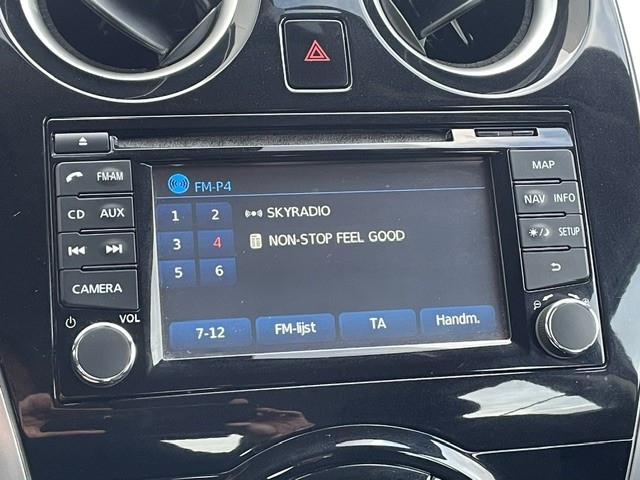 FM-AM
CD AUX
CAMERA
VOL
FM-P4
1 2
3 4
5 6
SKYRADIO
NON-STOP FEEL GOOD
7-12
FM-lijst
TA
Handm.
MAP
NAV INFO
SETUP